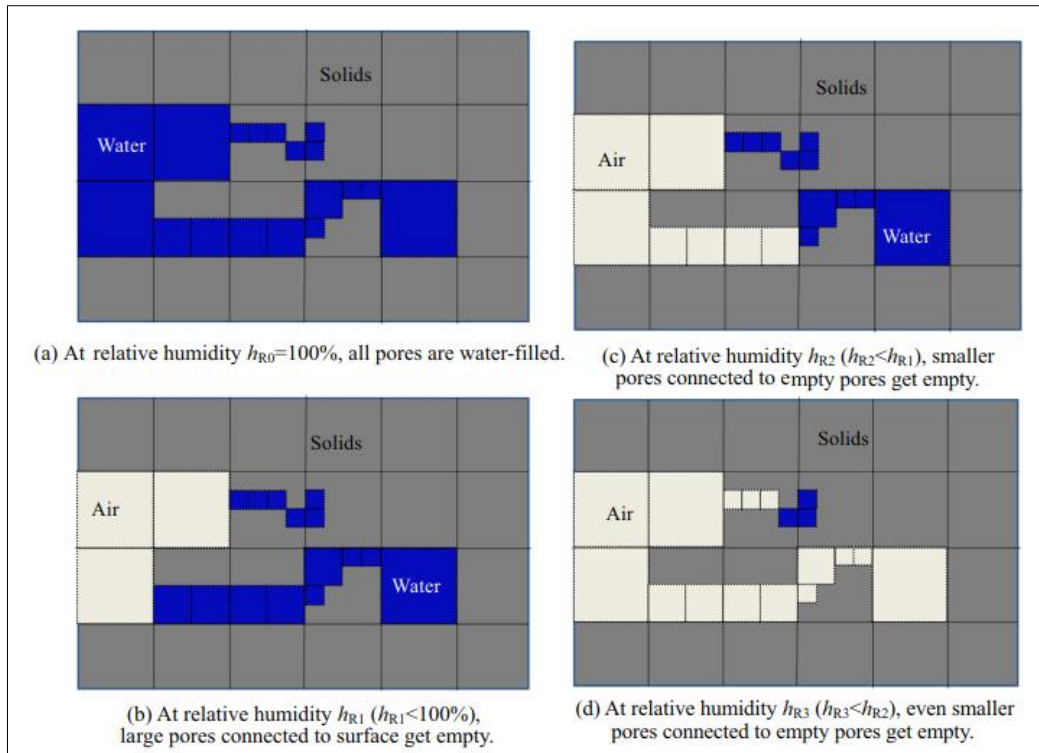 Solids
Water
(a) At relative humidity hR0=100%, all pores are water-filled.
Solids
Air
Water
(b) At relative humidity hR1 (hR1<100%),
large pores connected to surface get empty.
Solids
Air
Water
(c) At relative humidity hR2 (hR2<hR1), smaller
pores connected to empty pores get empty.
Solids
Air
(d) At relative humidity hR3 (hR3<hR2), even smaller
pores connected to empty pores get empty.